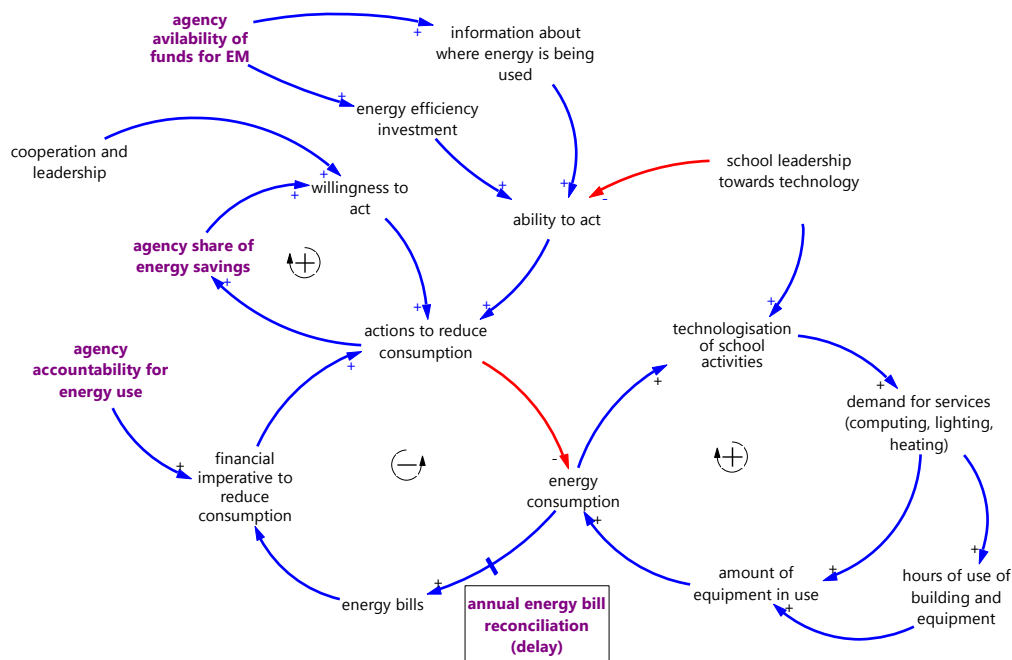 agency
avilability of
funds for EM
information about
where energy is being
used
energy efficiency
investment
cooperation and
leadership
willingness to
act
school leadership
towards technology
ability to act
agency share of
energy savings
actions to reduce
consumption
technologisation
of school
activities
agency
accountability for
energy use
demand for services
(computing, lighting,
heating)
financial
imperative to
reduce
consumption
energy
consumption
energy bills
annual energy bill
reconciliation
(delay)
amount of
equipment in use
hours of use of
building and
equipment